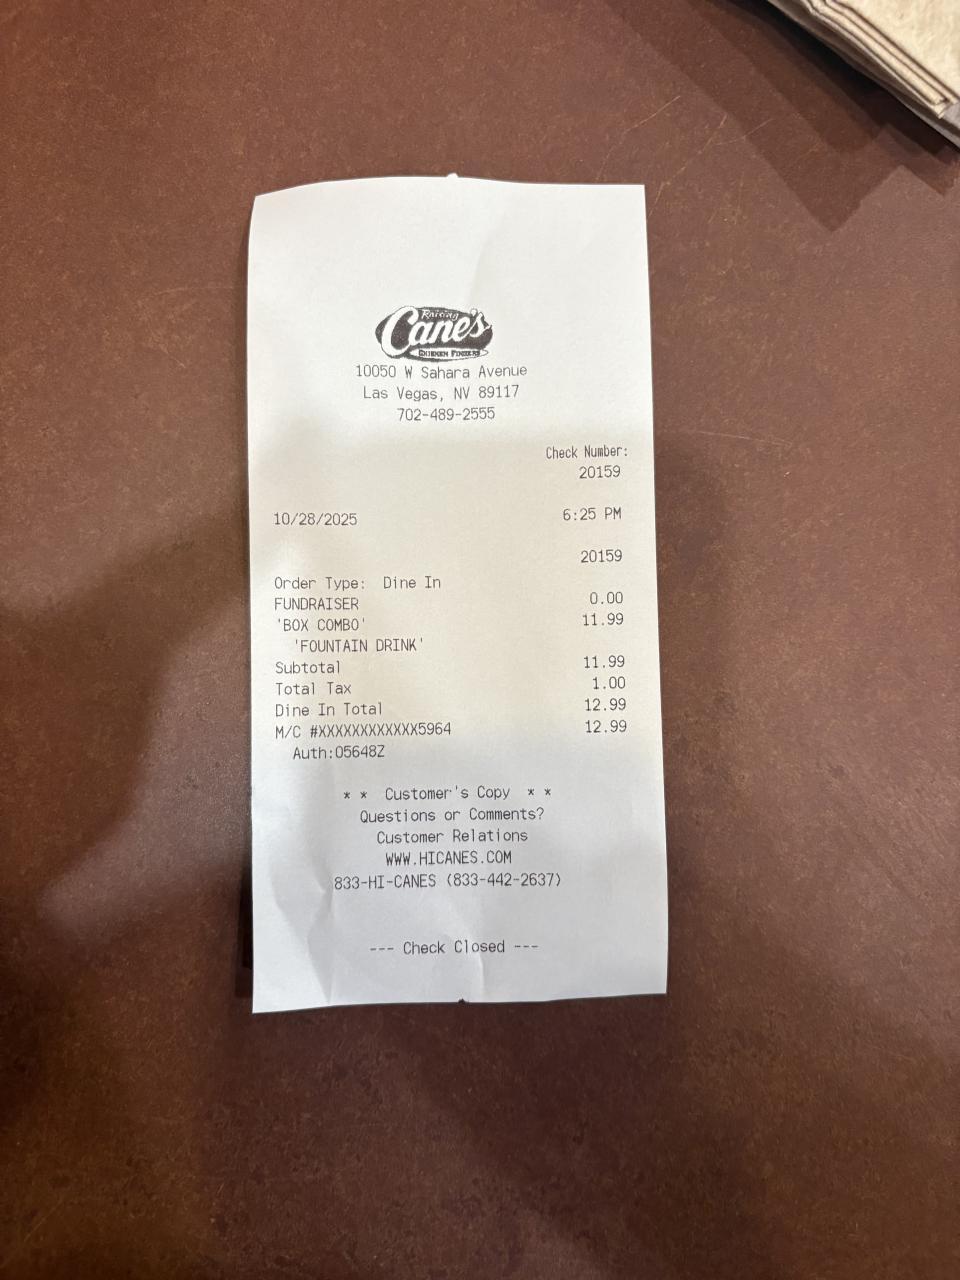 Raising
Cane's
CHICKEN FINGERS
10050 W Sahara Avenue
Las Vegas, NV 89117
702-489-2555
Check Number:
20159
10/28/2025 6:25 PM
20159
Order Type: Dine In
FUNDRAISER 0.00
'BOX COMBO' 11.99
'FOUNTAIN DRINK'
Subtotal 11.99
Total Tax 1.00
Dine In Total 12.99
M/C #XXXXXXXXXXXX5964 12.99
Auth:05648Z
* * Customer's Copy * *
Questions or Comments?
Customer Relations
WWW.HICANES.COM
833-HI-CANES (833-442-2637)
--- Check Closed ---